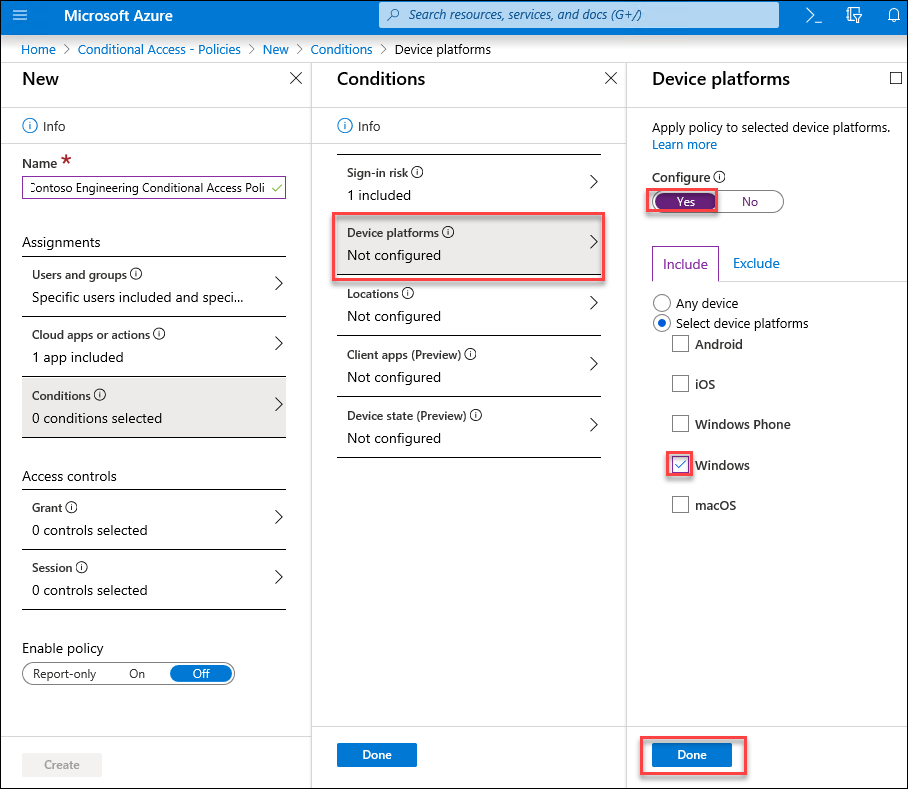 Microsoft Azure
Search resources, services, and docs (G+/)
Home > Conditional Access - Policies > New > Conditions > Device platforms
New
Info
Name *
Contoso Engineering Conditional Access Poli
Assignments
Users and groups
Specific users included and speci...
Cloud apps or actions
1 app included
Conditions
0 conditions selected
Access controls
Grant
0 controls selected
Session
0 controls selected
Enable policy
Report-only On Off
Create
Conditions
Info
Sign-in risk
1 included
Device platforms
Not configured
Locations
Not configured
Client apps (Preview)
Not configured
Device state (Preview)
Not configured
Done
Device platforms
Apply policy to selected device platforms.
Learn more
Configure
Yes No
Include Exclude
Any device
Select device platforms
Android
iOS
Windows Phone
Windows
macOS
Done